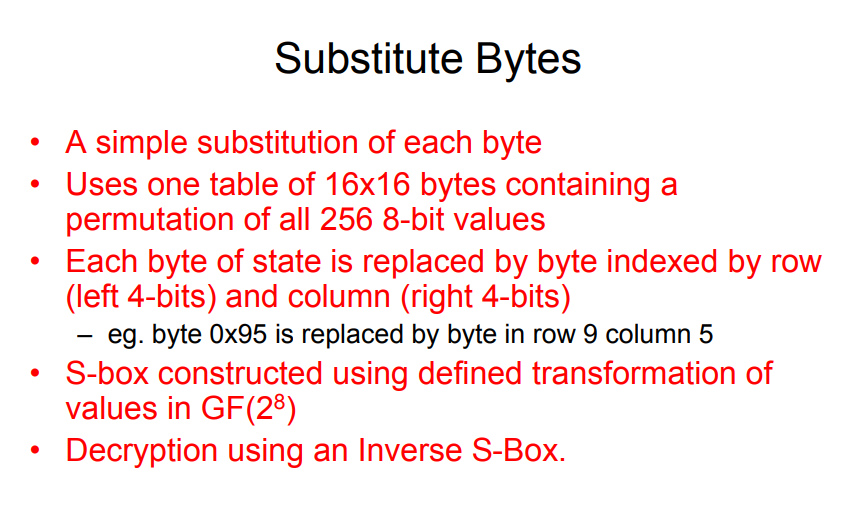 Substitute Bytes
• A simple substitution of each byte
• Uses one table of 16x16 bytes containing a
permutation of all 256 8-bit values
• Each byte of state is replaced by byte indexed by row
(left 4-bits) and column (right 4-bits)
– eg. byte 0x95 is replaced by byte in row 9 column 5
• S-box constructed using defined transformation of
values in GF(2⁸)
• Decryption using an Inverse S-Box.